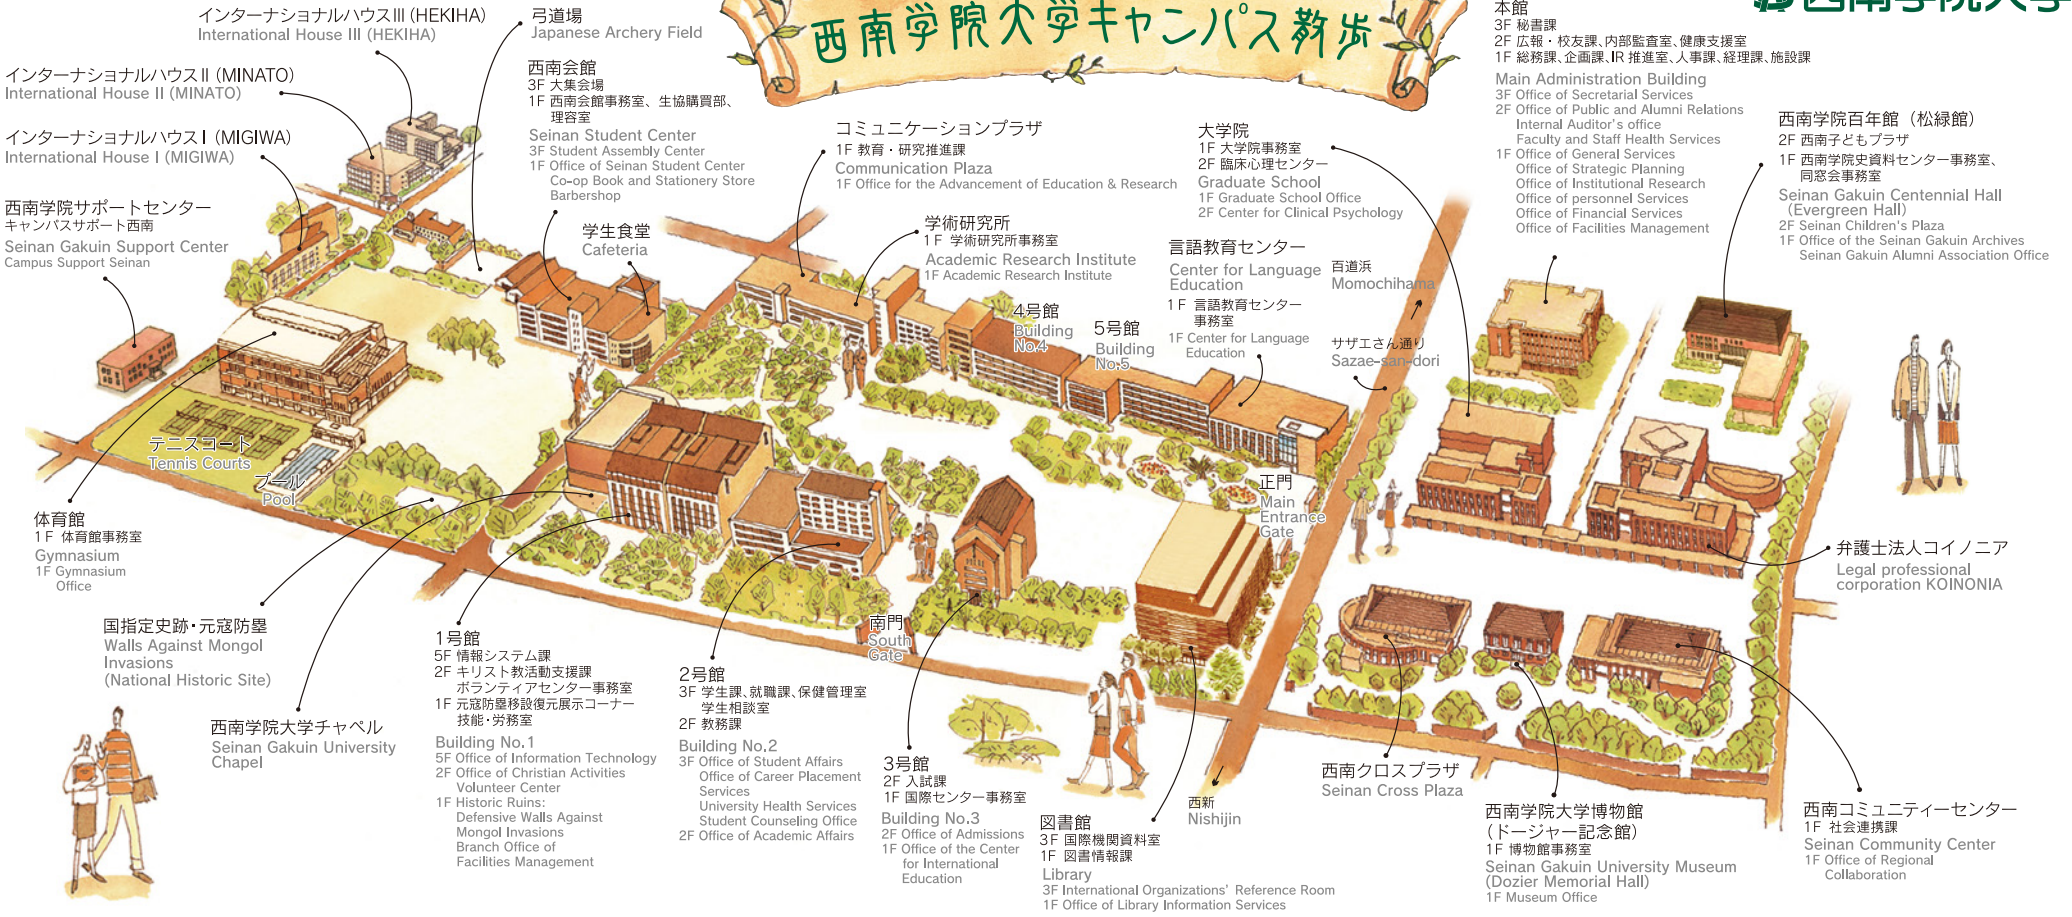 西南学院大学キャンパス散歩
西南学院大学
インターナショナルハウスⅢ (HEKIHA)
International House III (HEKIHA)
インターナショナルハウスⅡ (MINATO)
International House II (MINATO)
インターナショナルハウスⅠ (MIGIWA)
International House I (MIGIWA)
西南学院サポートセンター
キャンパスサポート西南
Seinan Gakuin Support Center
Campus Support Seinan
弓道場
Japanese Archery Field
西南会館
3F 大集会場
1F 西南会館事務室、生協購買部、
理容室
Seinan Student Center
3F Student Assembly Center
1F Office of Seinan Student Center
Co-op Book and Stationery Store
Barbershop
学生食堂
Cafeteria
コミュニケーションプラザ
1F 教育・研究推進課
Communication Plaza
1F Office for the Advancement of Education & Research
学術研究所
1F 学術研究所事務室
Academic Research Institute
1F Academic Research Institute
4号館
Building
No.4
5号館
Building
No.5
大学院
1F 大学院事務室
2F 臨床心理センター
Graduate School
1F Graduate School Office
2F Center for Clinical Psychology
言語教育センター
Center for Language
Education
1F 言語教育センター
事務室
1F Center for Language
Education
百道浜
Momochihama
サザエさん通り
Sazae-san-dori
本館
3F 秘書課
2F 広報・校友課、内部監査室、健康支援室
1F 総務課、企画課、IR 推進室、人事課、経理課、施設課
Main Administration Building
3F Office of Secretarial Services
2F Office of Public and Alumni Relations
Internal Auditor's office
Faculty and Staff Health Services
1F Office of General Services
Office of Strategic Planning
Office of Institutional Research
Office of personnel Services
Office of Financial Services
Office of Facilities Management
西南学院百年館（松緑館）
2F 西南子どもプラザ
1F 西南学院史資料センター事務室、
同窓会事務室
Seinan Gakuin Centennial Hall
(Evergreen Hall)
2F Seinan Children's Plaza
1F Office of the Seinan Gakuin Archives
Seinan Gakuin Alumni Association Office
テニスコート
Tennis Courts
プール
Pool
体育館
1F 体育館事務室
Gymnasium
1F Gymnasium
Office
正門
Main
Entrance
Gate
弁護士法人コイノニア
Legal professional
corporation KOINONIA
国指定史跡・元寇防塁
Walls Against Mongol
Invasions
(National Historic Site)
西南学院大学チャペル
Seinan Gakuin University
Chapel
1号館
5F 情報システム課
2F キリスト教活動支援課
ボランティアセンター事務室
1F 元寇防塁移設復元展示コーナー
技能・労務室
Building No.1
5F Office of Information Technology
2F Office of Christian Activities
Volunteer Center
1F Historic Ruins:
Defensive Walls Against
Mongol Invasions
Branch Office of
Facilities Management
2号館
3F 学生課、就職課、保健管理室
学生相談室
2F 教務課
Building No.2
3F Office of Student Affairs
Office of Career Placement
Services
University Health Services
Student Counseling Office
2F Office of Academic Affairs
南門
South
Gate
3号館
2F 入試課
1F 国際センター事務室
Building No.3
2F Office of Admissions
1F Office of the Center
for International
Education
図書館
3F 国際機関資料室
1F 図書情報課
Library
3F International Organizations' Reference Room
1F Office of Library Information Services
西新
Nishijin
西南クロスプラザ
Seinan Cross Plaza
西南学院大学博物館
（ドージャー記念館）
1F 博物館事務室
Seinan Gakuin University Museum
(Dozier Memorial Hall)
1F Museum Office
西南コミュニティーセンター
1F 社会連携課
Seinan Community Center
1F Office of Regional
Collaboration